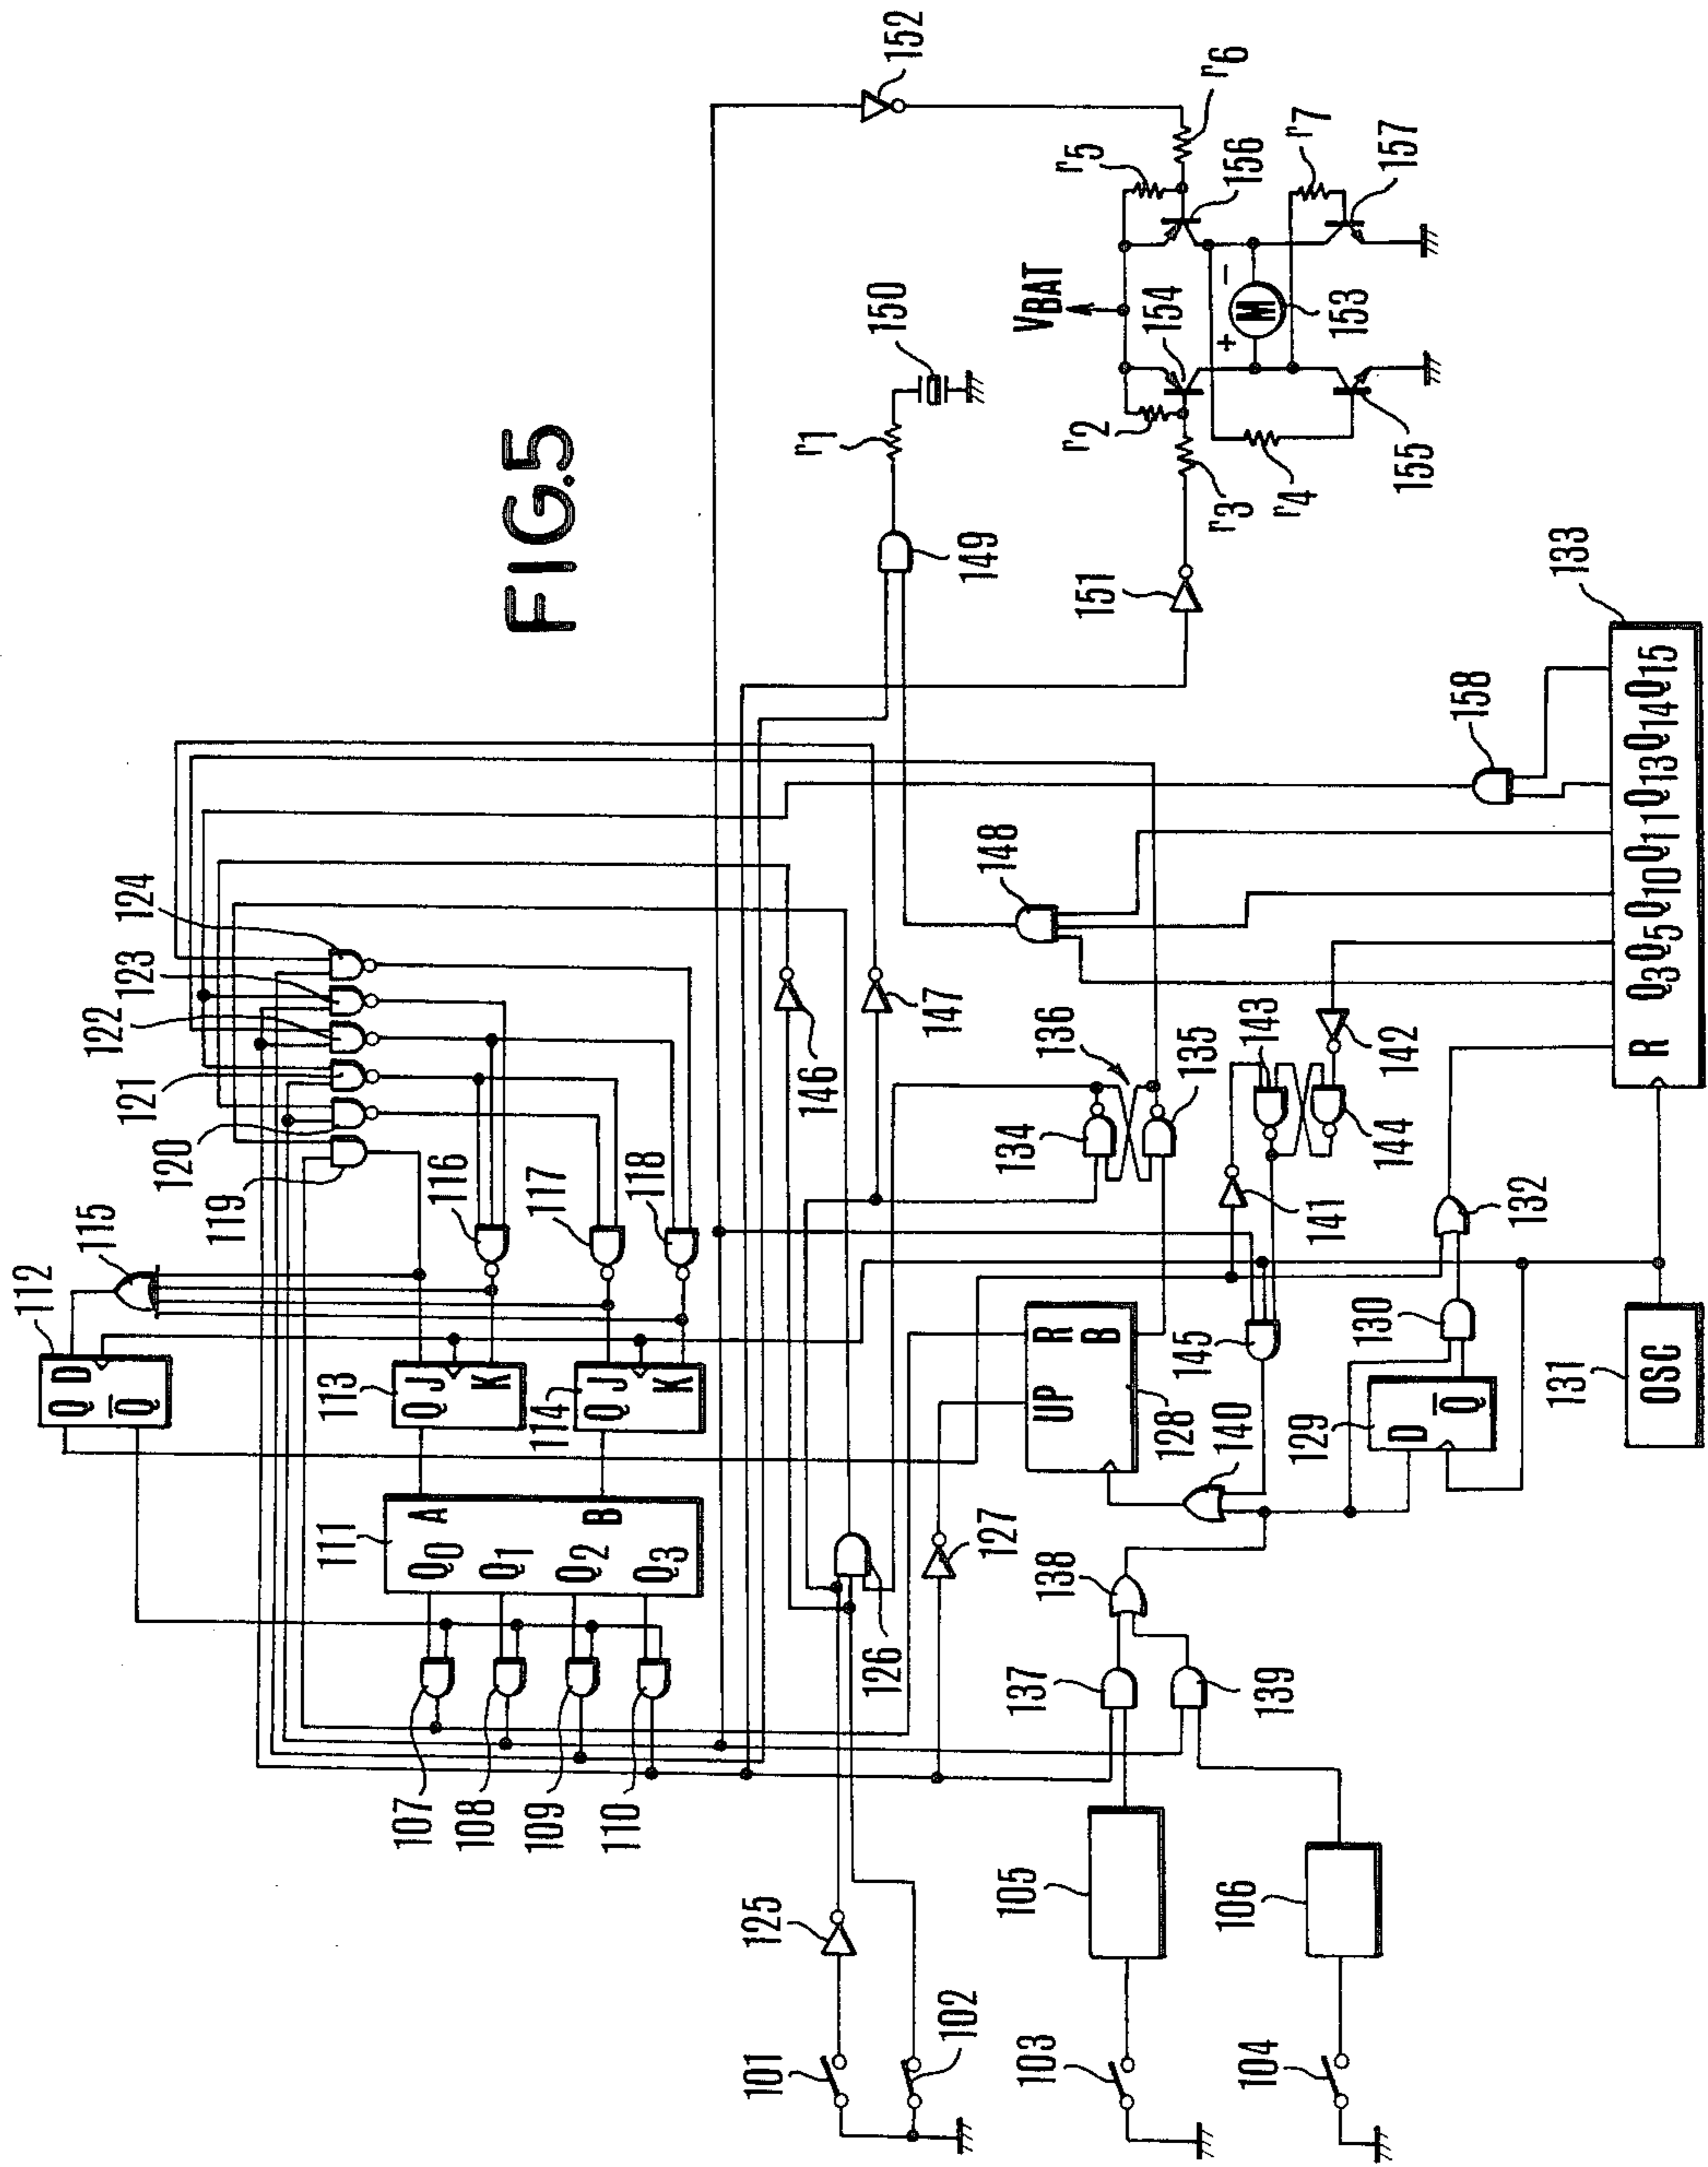 FIG.5
112
115
Q D
Q̅
124
123
122
121
120
119
116
117
118
113
Q J
K
114
Q J
K
111
Q0 A
Q1
Q2 B
Q3
107
108
109
110
152
r6
r5
156
r7
157
VBAT
154
+
-
M
153
r2
r3
r4
155
150
r1
149
151
133
R Q3 Q5 Q10 Q11 Q13 Q14 Q15
158
148
146
147
136
134
135
143
142
144
141
132
145
140
128
UP R
B
129
D Q̅
130
131
OSC
126
127
125
101
102
103
104
105
106
137
138
139